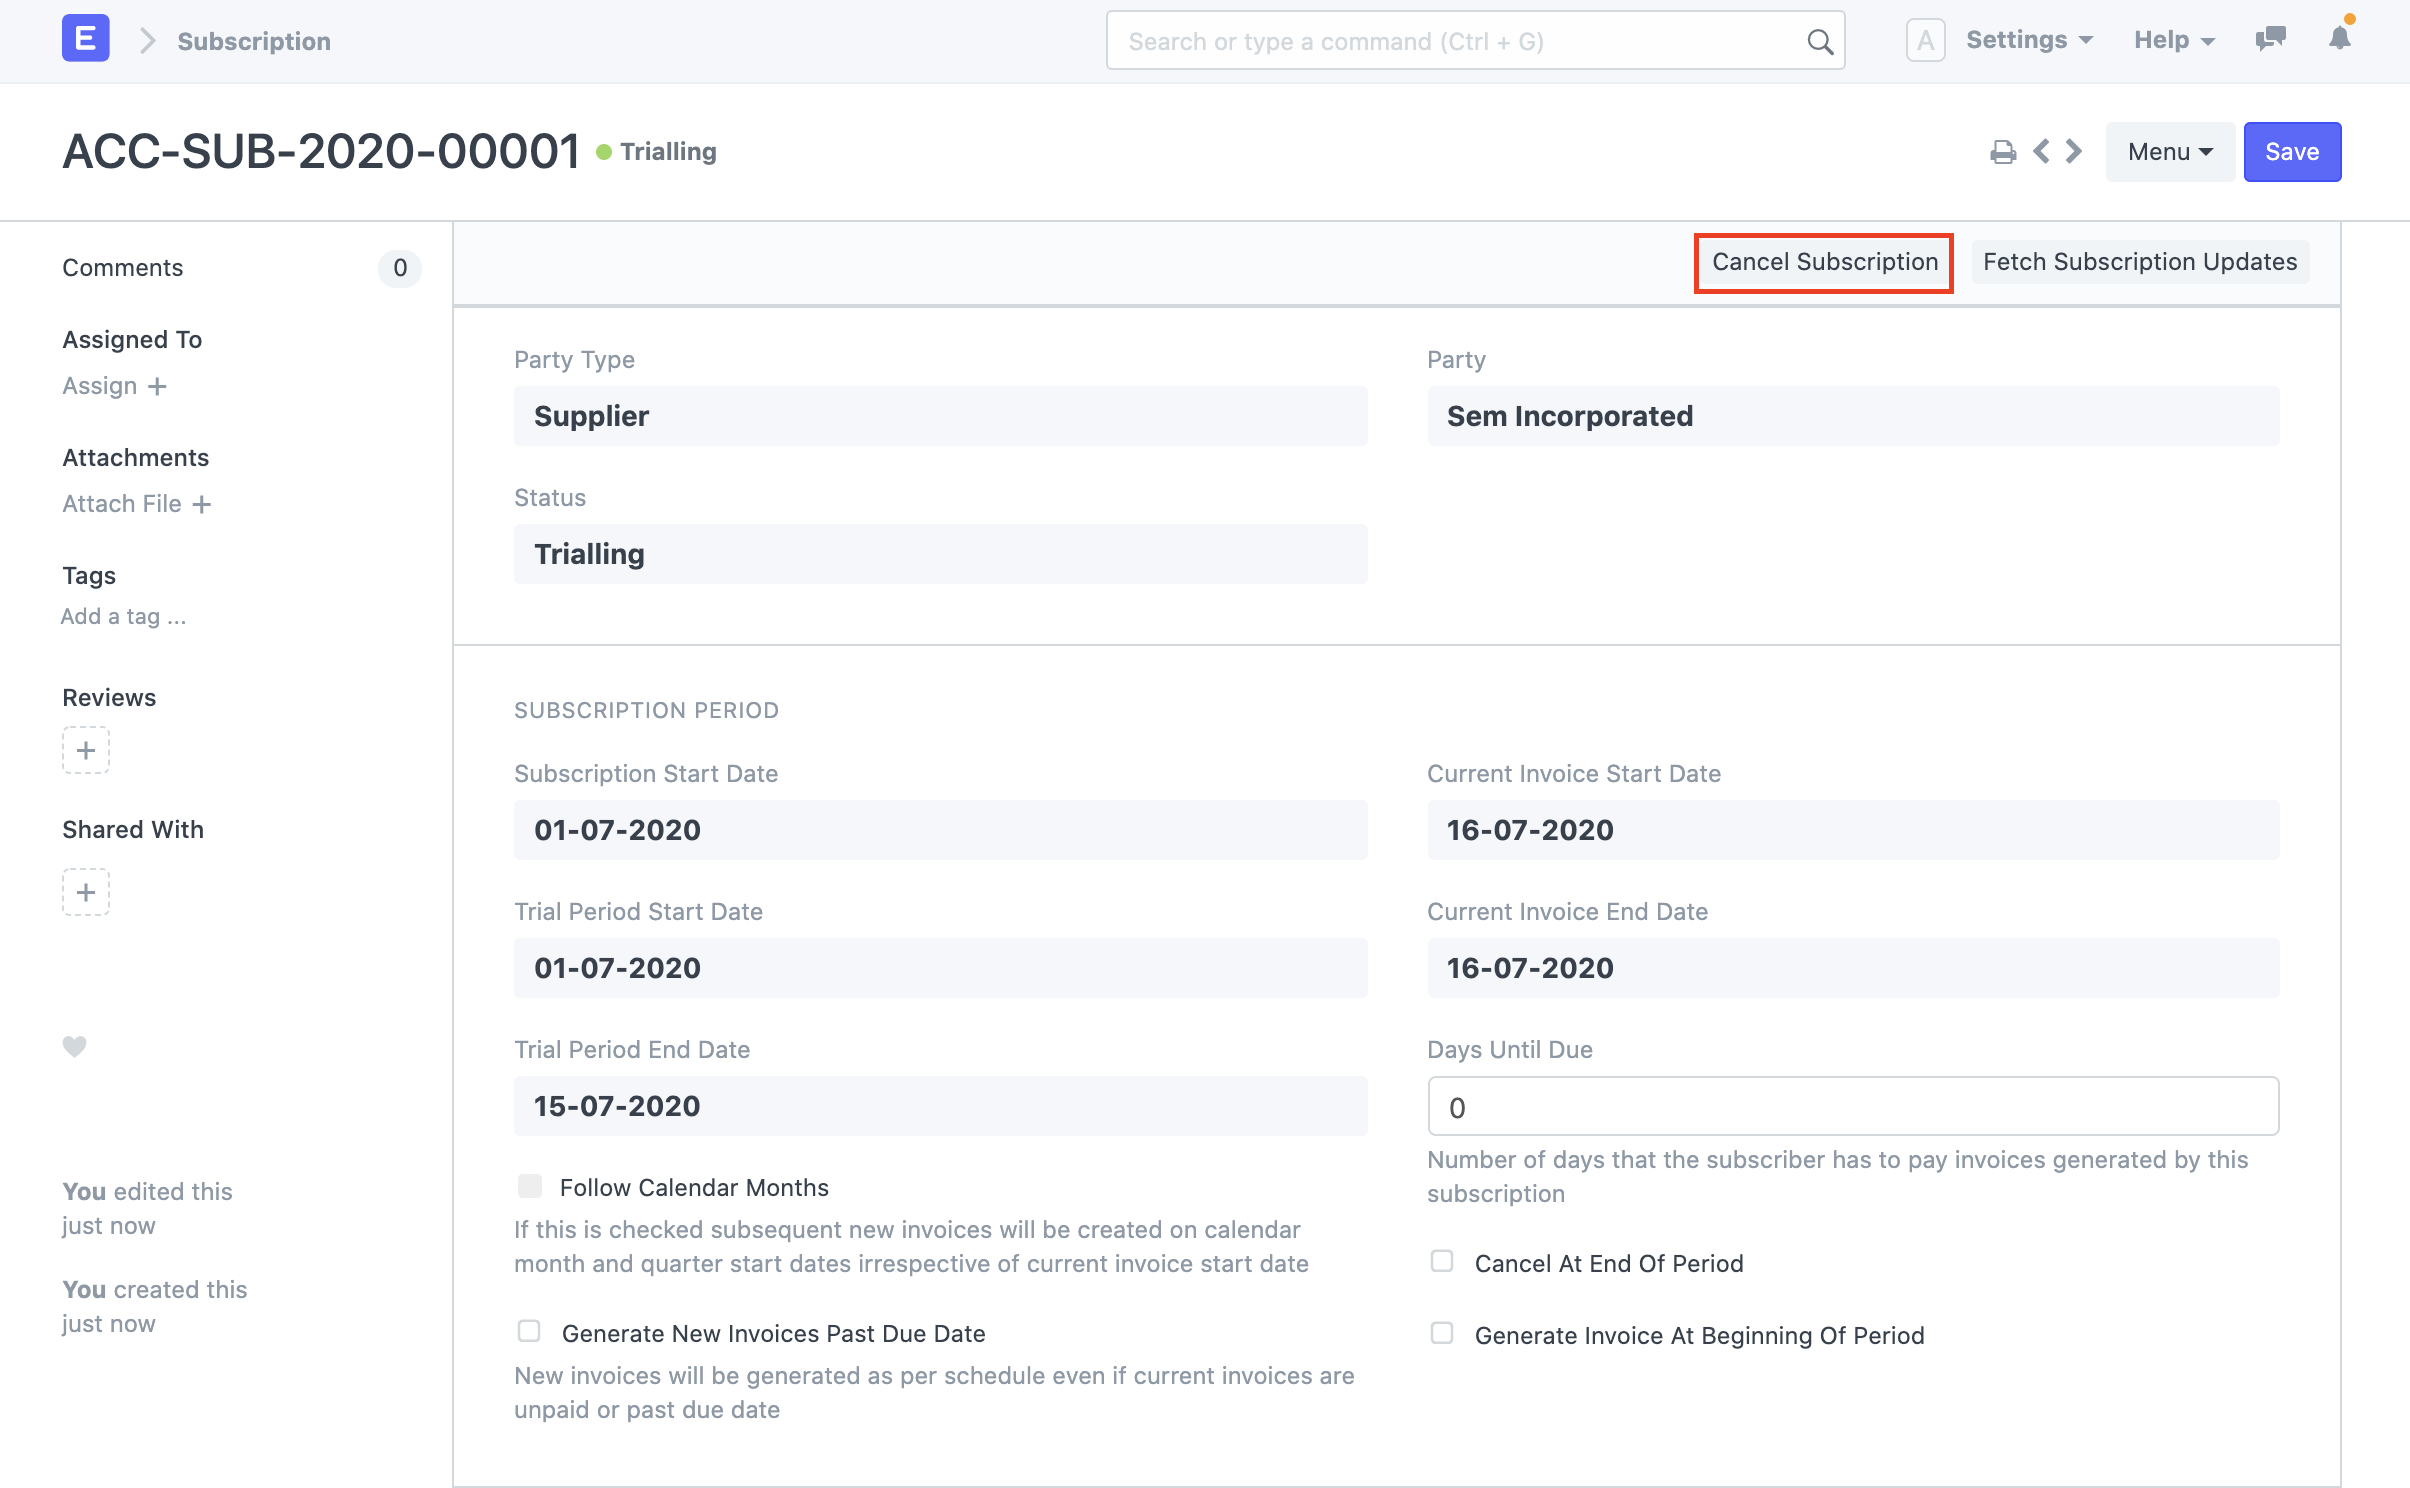 E
Subscription
Search or type a command (Ctrl + G)
A
Settings
Help
ACC-SUB-2020-00001
Trialling
Menu
Save
Comments
0
Assigned To
Assign +
Attachments
Attach File +
Tags
Add a tag ...
Reviews
+
Shared With
+
You edited this
just now
You created this
just now
Cancel Subscription
Fetch Subscription Updates
Party Type
Supplier
Party
Sem Incorporated
Status
Trialling
SUBSCRIPTION PERIOD
Subscription Start Date
01-07-2020
Trial Period Start Date
01-07-2020
Trial Period End Date
15-07-2020
Follow Calendar Months
If this is checked subsequent new invoices will be created on calendar
month and quarter start dates irrespective of current invoice start date
Generate New Invoices Past Due Date
New invoices will be generated as per schedule even if current invoices are
unpaid or past due date
Current Invoice Start Date
16-07-2020
Current Invoice End Date
16-07-2020
Days Until Due
0
Number of days that the subscriber has to pay invoices generated by this
subscription
Cancel At End Of Period
Generate Invoice At Beginning Of Period